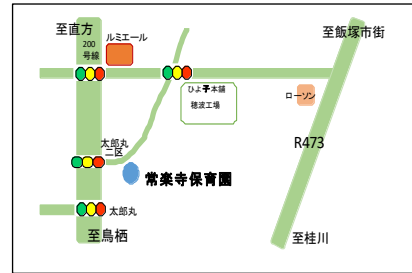 至直方
200
号線
ルミエール
至飯塚市街
ひよ子本舗
穂波工場
ローソン
太郎丸
二区
R473
常楽寺保育園
太郎丸
至鳥栖
至桂川